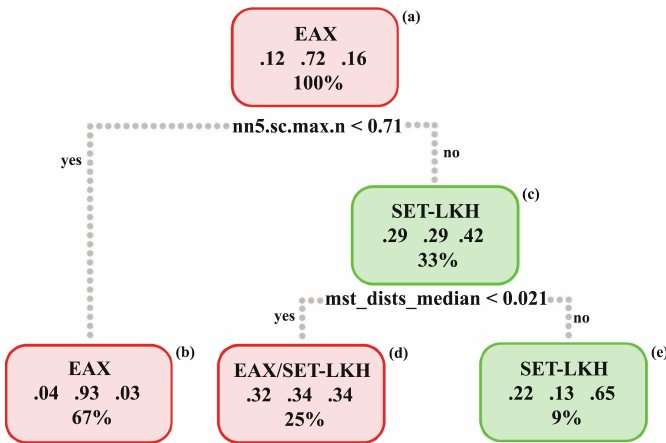 (a)
EAX
.12 .72 .16
100%
nn5.sc.max.n < 0.71
yes
no
(c)
SET-LKH
.29 .29 .42
33%
mst_dists_median < 0.021
yes
no
(b)
EAX
.04 .93 .03
67%
(d)
EAX/SET-LKH
.32 .34 .34
25%
(e)
SET-LKH
.22 .13 .65
9%